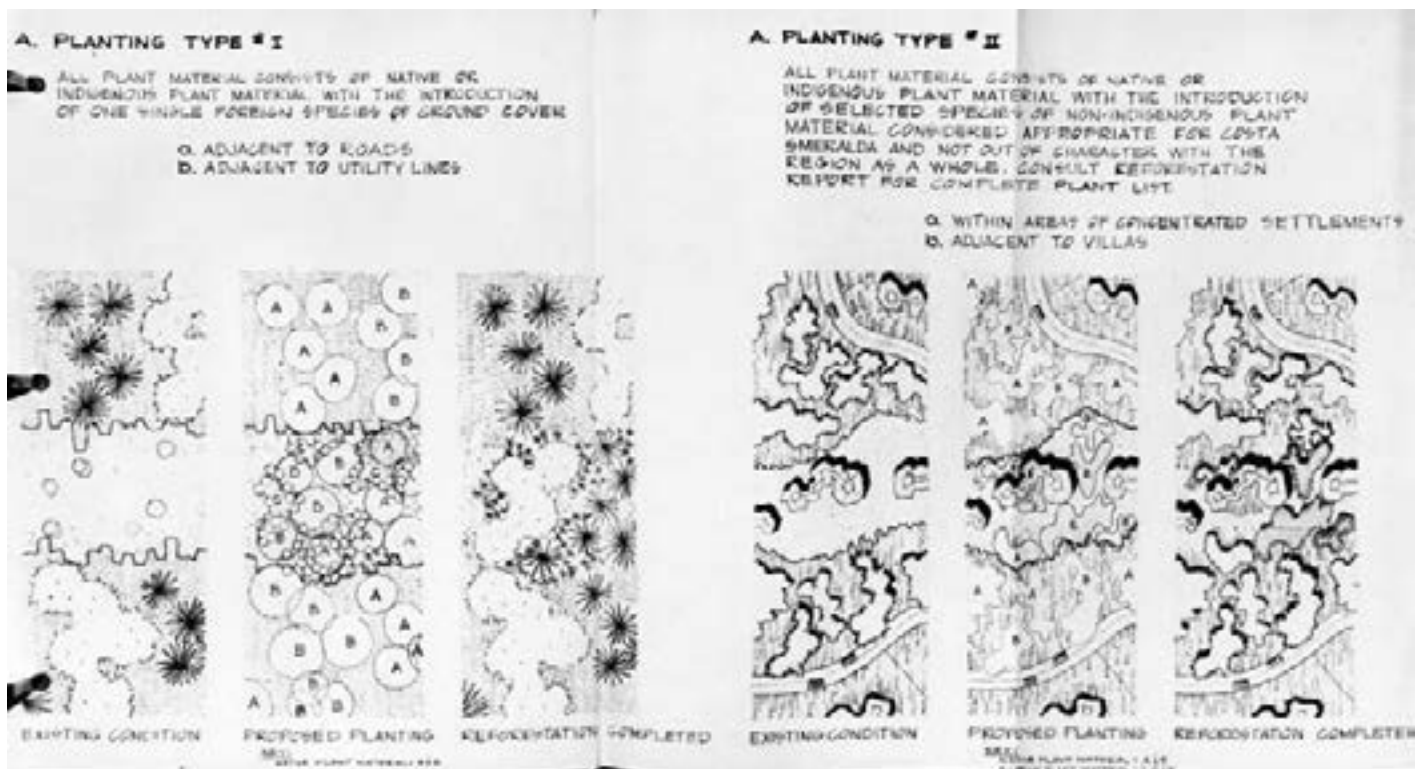 A. PLANTING TYPE # I
ALL PLANT MATERIAL CONSISTS OF NATIVE OR
INDIGENOUS PLANT MATERIAL WITH THE INTRODUCTION
OF ONE SINGLE FOREIGN SPECIES OF GROUND COVER
a. ADJACENT TO ROADS
b. ADJACENT TO UTILITY LINES
A. PLANTING TYPE # II
ALL PLANT MATERIAL CONSISTS OF NATIVE OR
INDIGENOUS PLANT MATERIAL WITH THE INTRODUCTION
OF SELECTED SPECIES OF NON-INDIGENOUS PLANT
MATERIAL CONSIDERED APPROPRIATE FOR COSTA
SMERALDA AND NOT OUT OF CHARACTER WITH THE
REGION AS A WHOLE. CONSULT REFORESTATION
REPORT FOR COMPLETE PLANT LIST.
a. WITHIN AREAS OF CONCENTRATED SETTLEMENTS
b. ADJACENT TO VILLAS
EXISTING CONDITION
PROPOSED PLANTING
REFORESTATION COMPLETED
EXISTING CONDITION
PROPOSED PLANTING
REFORESTATION COMPLETED